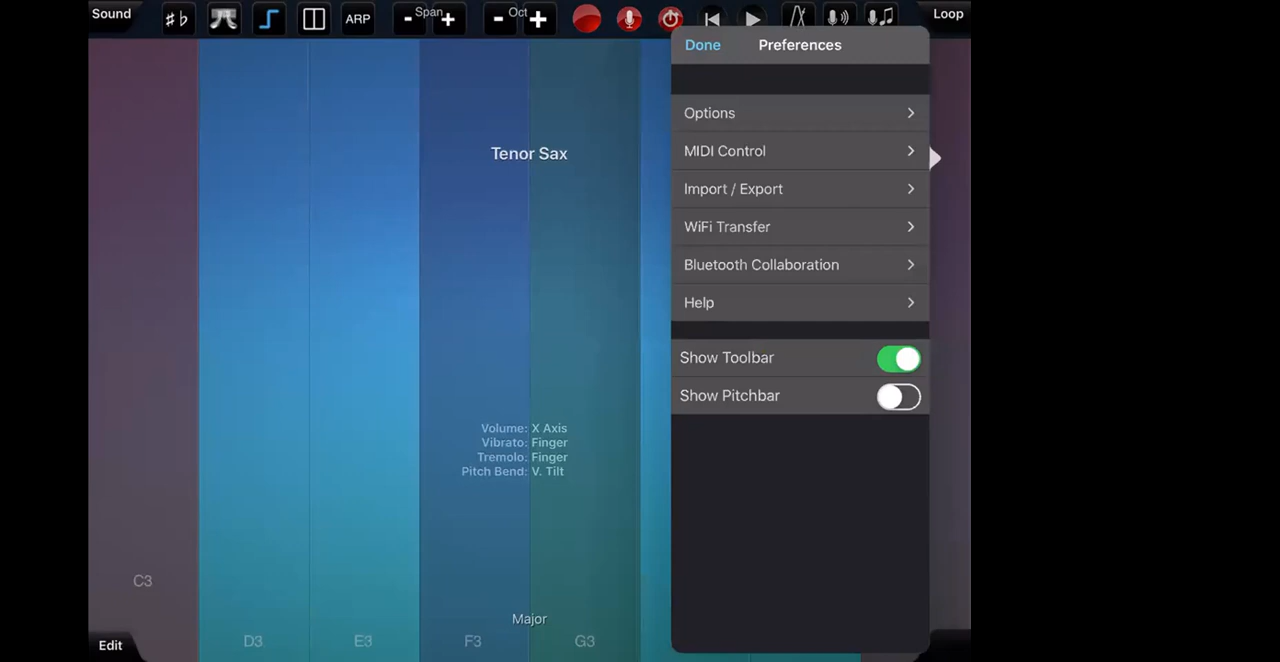 Sound
♯♭
ARP
- Span +
- Oct +
Loop
Done Preferences
Options
MIDI Control
Import / Export
WiFi Transfer
Bluetooth Collaboration
Help
Show Toolbar
Show Pitchbar
Tenor Sax
Volume: X Axis
Vibrato: Finger
Tremolo: Finger
Pitch Bend: V. Tilt
C3
Major
D3 E3 F3 G3
Edit